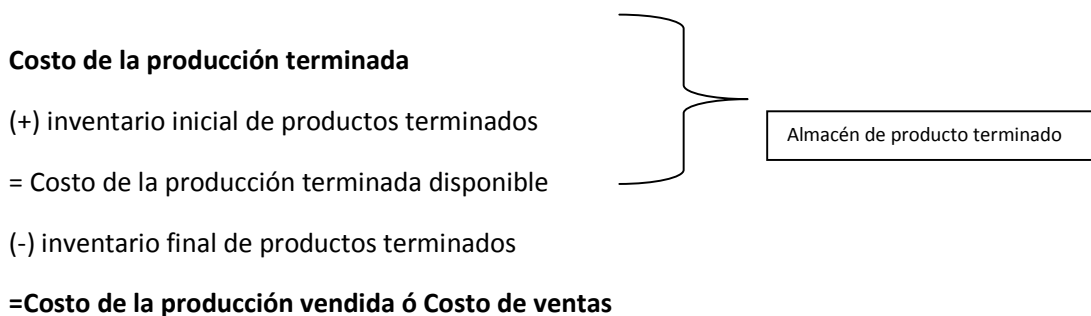 Costo de la producción terminada
(+) inventario inicial de productos terminados
Almacén de producto terminado
= Costo de la producción terminada disponible
(-) inventario final de productos terminados
=Costo de la producción vendida ó Costo de ventas